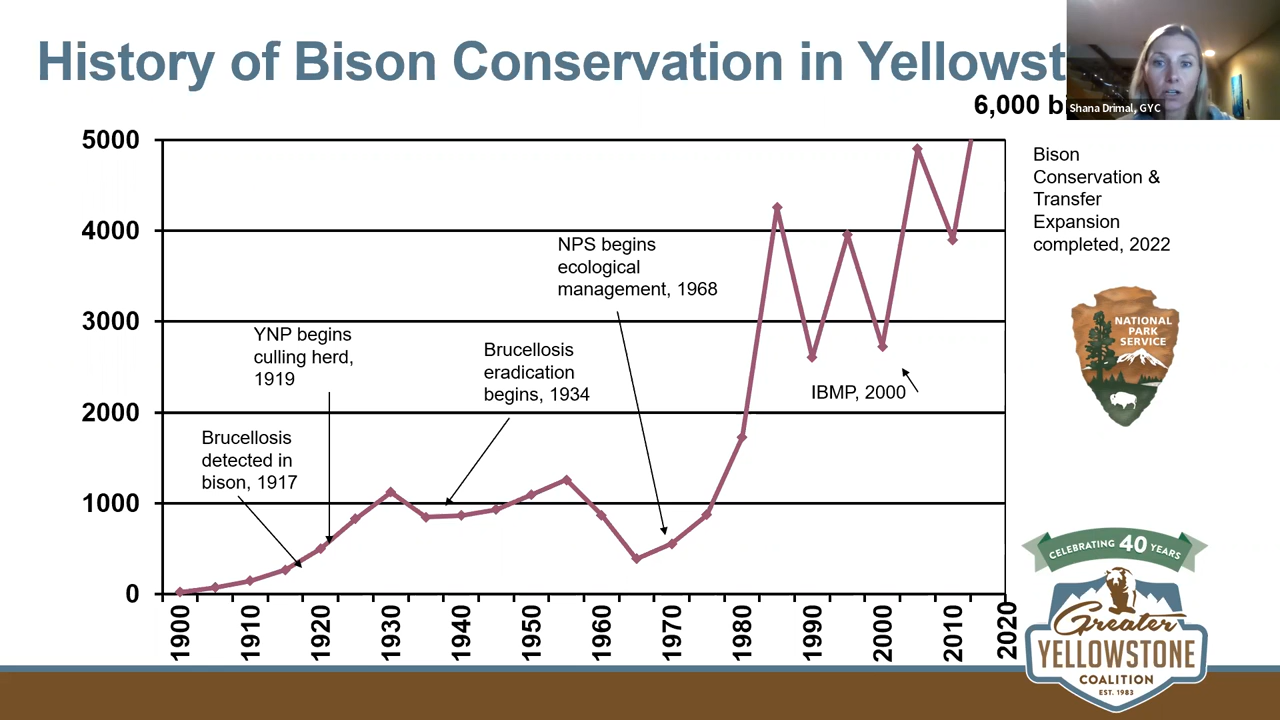 History of Bison Conservation in Yellowst
6,000 bi
Shana Drimal, GYC
5000
4000
3000
2000
1000
0
Brucellosis
detected in
bison, 1917
YNP begins
culling herd,
1919
Brucellosis
eradication
begins, 1934
NPS begins
ecological
management, 1968
IBMP, 2000
Bison
Conservation &
Transfer
Expansion
completed, 2022
1900
1910
1920
1930
1940
1950
1960
1970
1980
1990
2000
2010
2020
NATIONAL
PARK
SERVICE
CELEBRATING 40 YEARS
Greater
YELLOWSTONE
COALITION
EST. 1983